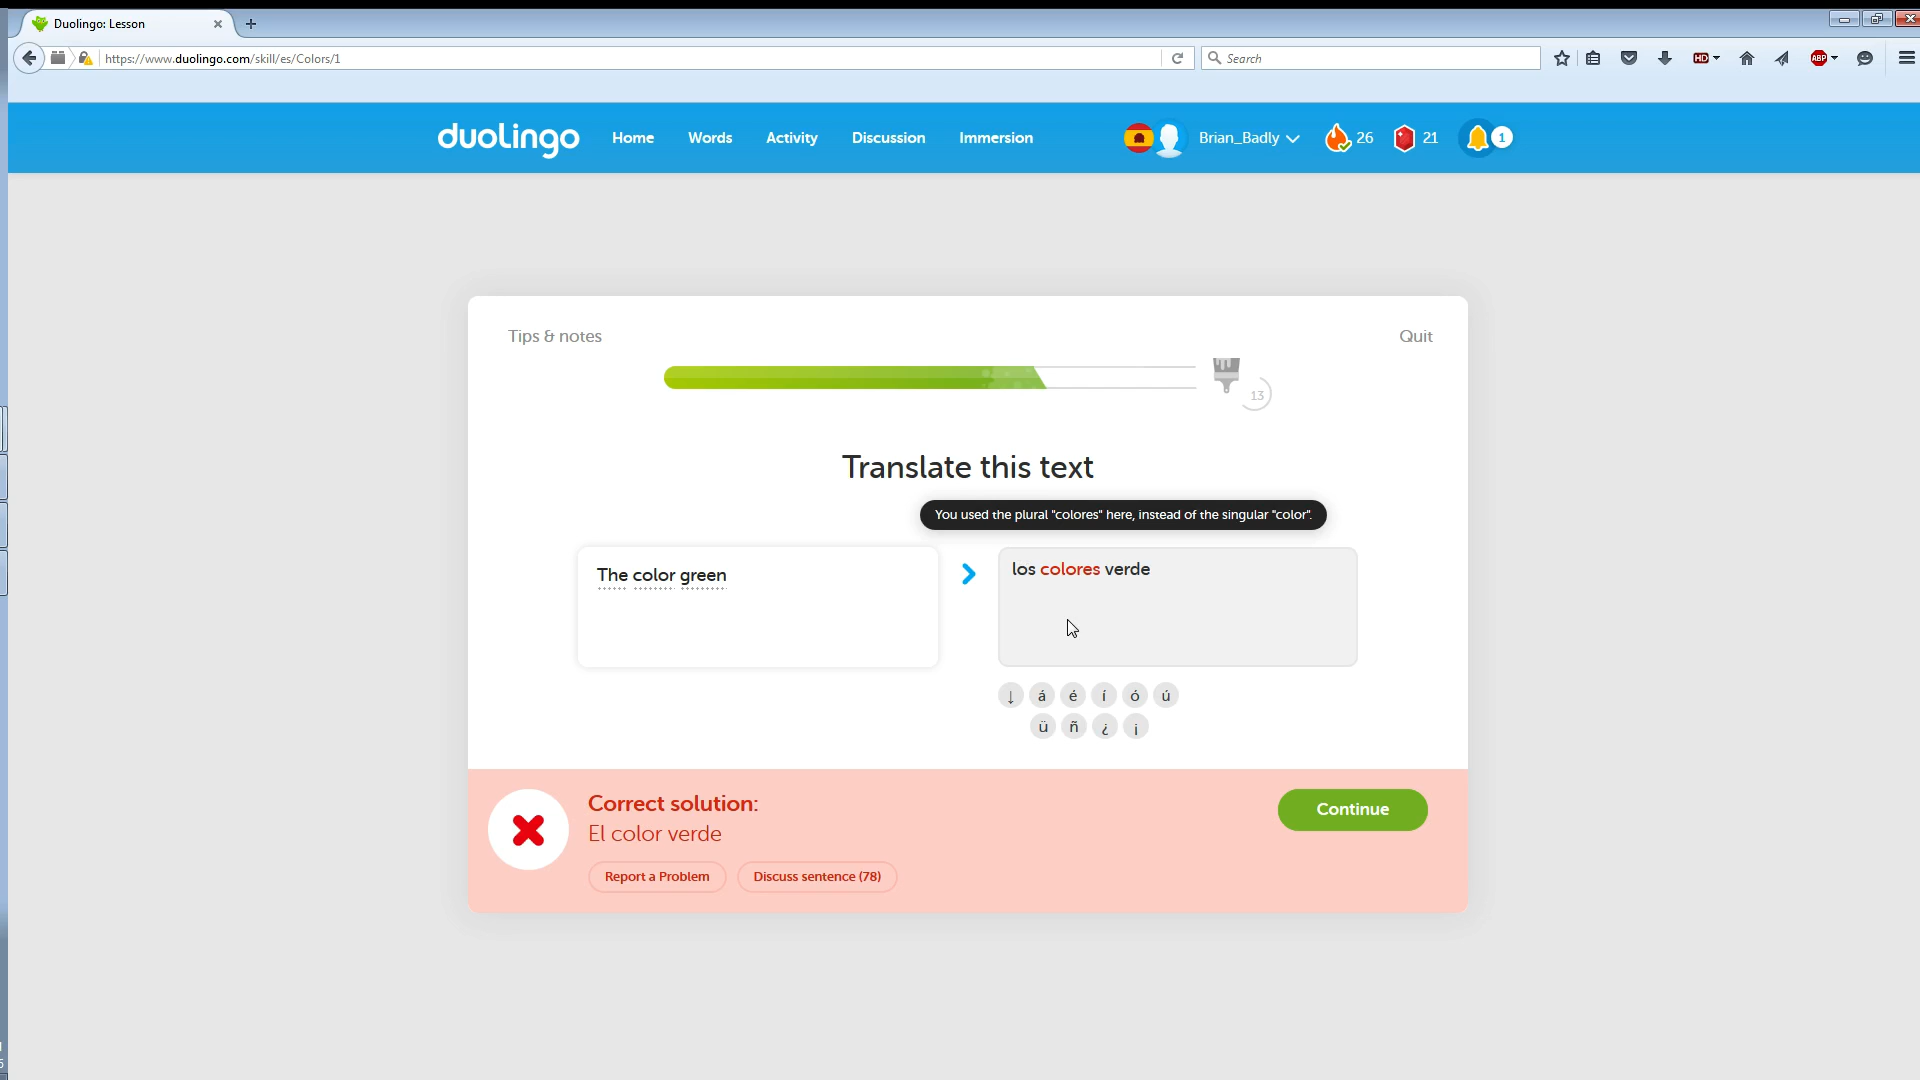 Duolingo: Lesson
https://www.duolingo.com/skill/es/Colors/1
Search
HD
ABP
duolingo
Home
Words
Activity
Discussion
Immersion
Brian_Badly
26
21
1
Tips & notes
Quit
13
Translate this text
You used the plural "colores" here, instead of the singular "color".
The color green
los colores verde
↓ á é í ó ú
ü ñ ¿ ¡
Correct solution:
El color verde
Continue
Report a Problem
Discuss sentence (78)